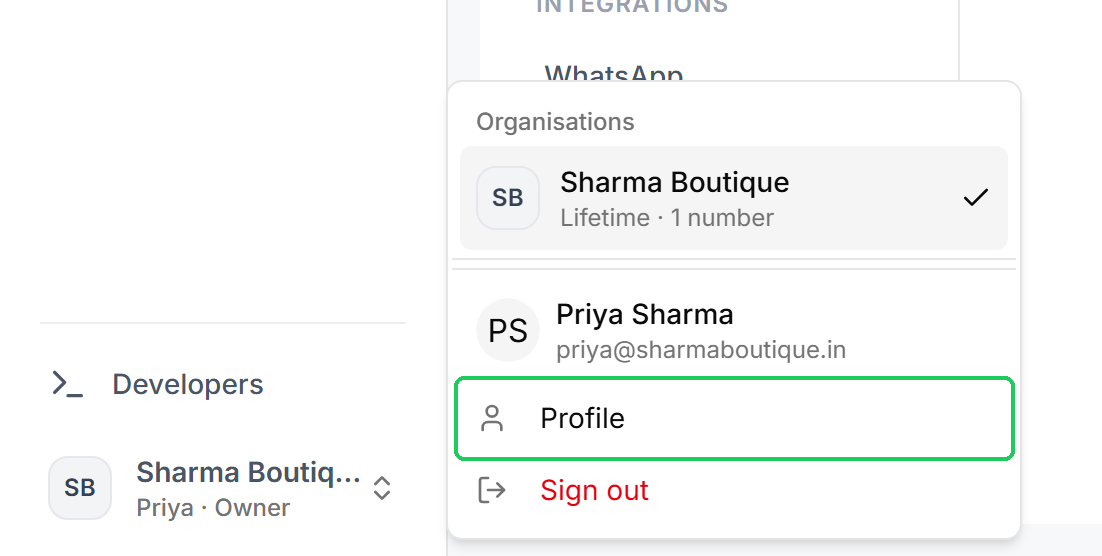 INTEGRATIONS
WhatsApp
Organisations
SB
Sharma Boutique
Lifetime · 1 number
PS
Priya Sharma
priya@sharmaboutique.in
Profile
Sign out
Developers
SB
Sharma Boutiq...
Priya · Owner